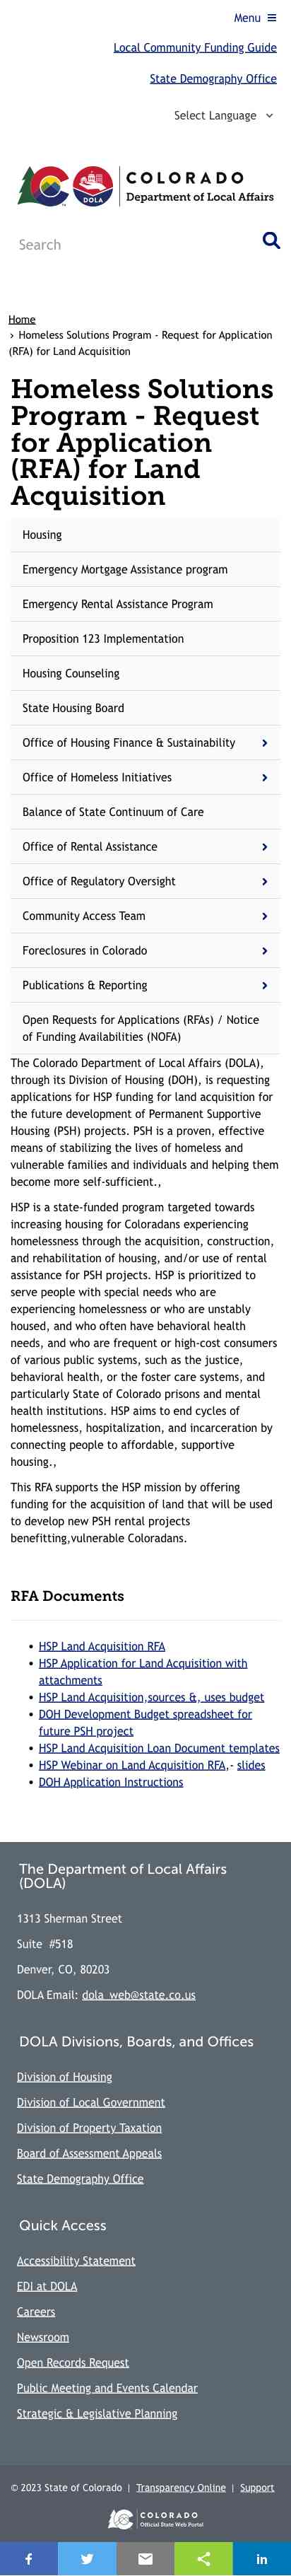 Menu
Local Community Funding Guide
State Demography Office
Select Language
C
DOLA
COLORADO
Department of Local Affairs
Search
Home
› Homeless Solutions Program - Request for Application
(RFA) for Land Acquisition
Homeless Solutions
Program - Request
for Application
(RFA) for Land
Acquisition
Housing
Emergency Mortgage Assistance program
Emergency Rental Assistance Program
Proposition 123 Implementation
Housing Counseling
State Housing Board
Office of Housing Finance & Sustainability
Office of Homeless Initiatives
Balance of State Continuum of Care
Office of Rental Assistance
Office of Regulatory Oversight
Community Access Team
Foreclosures in Colorado
Publications & Reporting
Open Requests for Applications (RFAs) / Notice
of Funding Availabilities (NOFA)
The Colorado Department of Local Affairs (DOLA),
through its Division of Housing (DOH), is requesting
applications for HSP funding for land acquisition for
the future development of Permanent Supportive
Housing (PSH) projects. PSH is a proven, effective
means of stabilizing the lives of homeless and
vulnerable families and individuals and helping them
become more self-sufficient.,
HSP is a state-funded program targeted towards
increasing housing for Coloradans experiencing
homelessness through the acquisition, construction,
and rehabilitation of housing, and/or use of rental
assistance for PSH projects. HSP is prioritized to
serve people with special needs who are
experiencing homelessness or who are unstably
housed, and who often have behavioral health
needs, and who are frequent or high-cost consumers
of various public systems, such as the justice,
behavioral health, or the foster care systems, and
particularly State of Colorado prisons and mental
health institutions. HSP aims to end cycles of
homelessness, hospitalization, and incarceration by
connecting people to affordable, supportive
housing.,
This RFA supports the HSP mission by offering
funding for the acquisition of land that will be used
to develop new PSH rental projects
benefitting,vulnerable Coloradans.
RFA Documents
• HSP Land Acquisition RFA
• HSP Application for Land Acquisition with
attachments
• HSP Land Acquisition,sources &, uses budget
• DOH Development Budget spreadsheet for
future PSH project
• HSP Land Acquisition Loan Document templates
• HSP Webinar on Land Acquisition RFA,- slides
• DOH Application Instructions
The Department of Local Affairs
(DOLA)
1313 Sherman Street
Suite #518
Denver, CO, 80203
DOLA Email: dola_web@state.co.us
DOLA Divisions, Boards, and Offices
Division of Housing
Division of Local Government
Division of Property Taxation
Board of Assessment Appeals
State Demography Office
Quick Access
Accessibility Statement
EDI at DOLA
Careers
Newsroom
Open Records Request
Public Meeting and Events Calendar
Strategic & Legislative Planning
© 2023 State of Colorado | Transparency Online | Support
COLORADO
Official State Web Portal